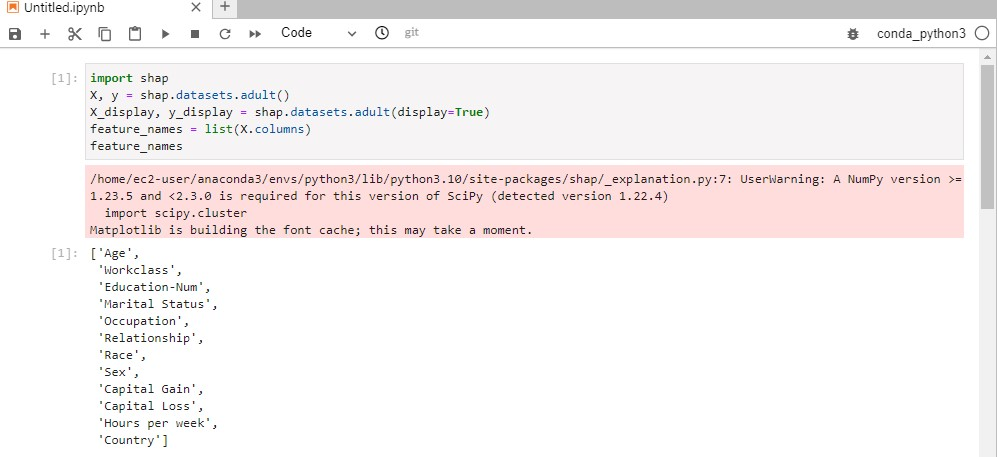 Untitled.ipynb
Code
git
conda_python3
[1]: import shap
X, y = shap.datasets.adult()
X_display, y_display = shap.datasets.adult(display=True)
feature_names = list(X.columns)
feature_names
/home/ec2-user/anaconda3/envs/python3/lib/python3.10/site-packages/shap/_explanation.py:7: UserWarning: A NumPy version >=
1.23.5 and <2.3.0 is required for this version of SciPy (detected version 1.22.4)
import scipy.cluster
Matplotlib is building the font cache; this may take a moment.
[1]: ['Age',
'Workclass',
'Education-Num',
'Marital Status',
'Occupation',
'Relationship',
'Race',
'Sex',
'Capital Gain',
'Capital Loss',
'Hours per week',
'Country']